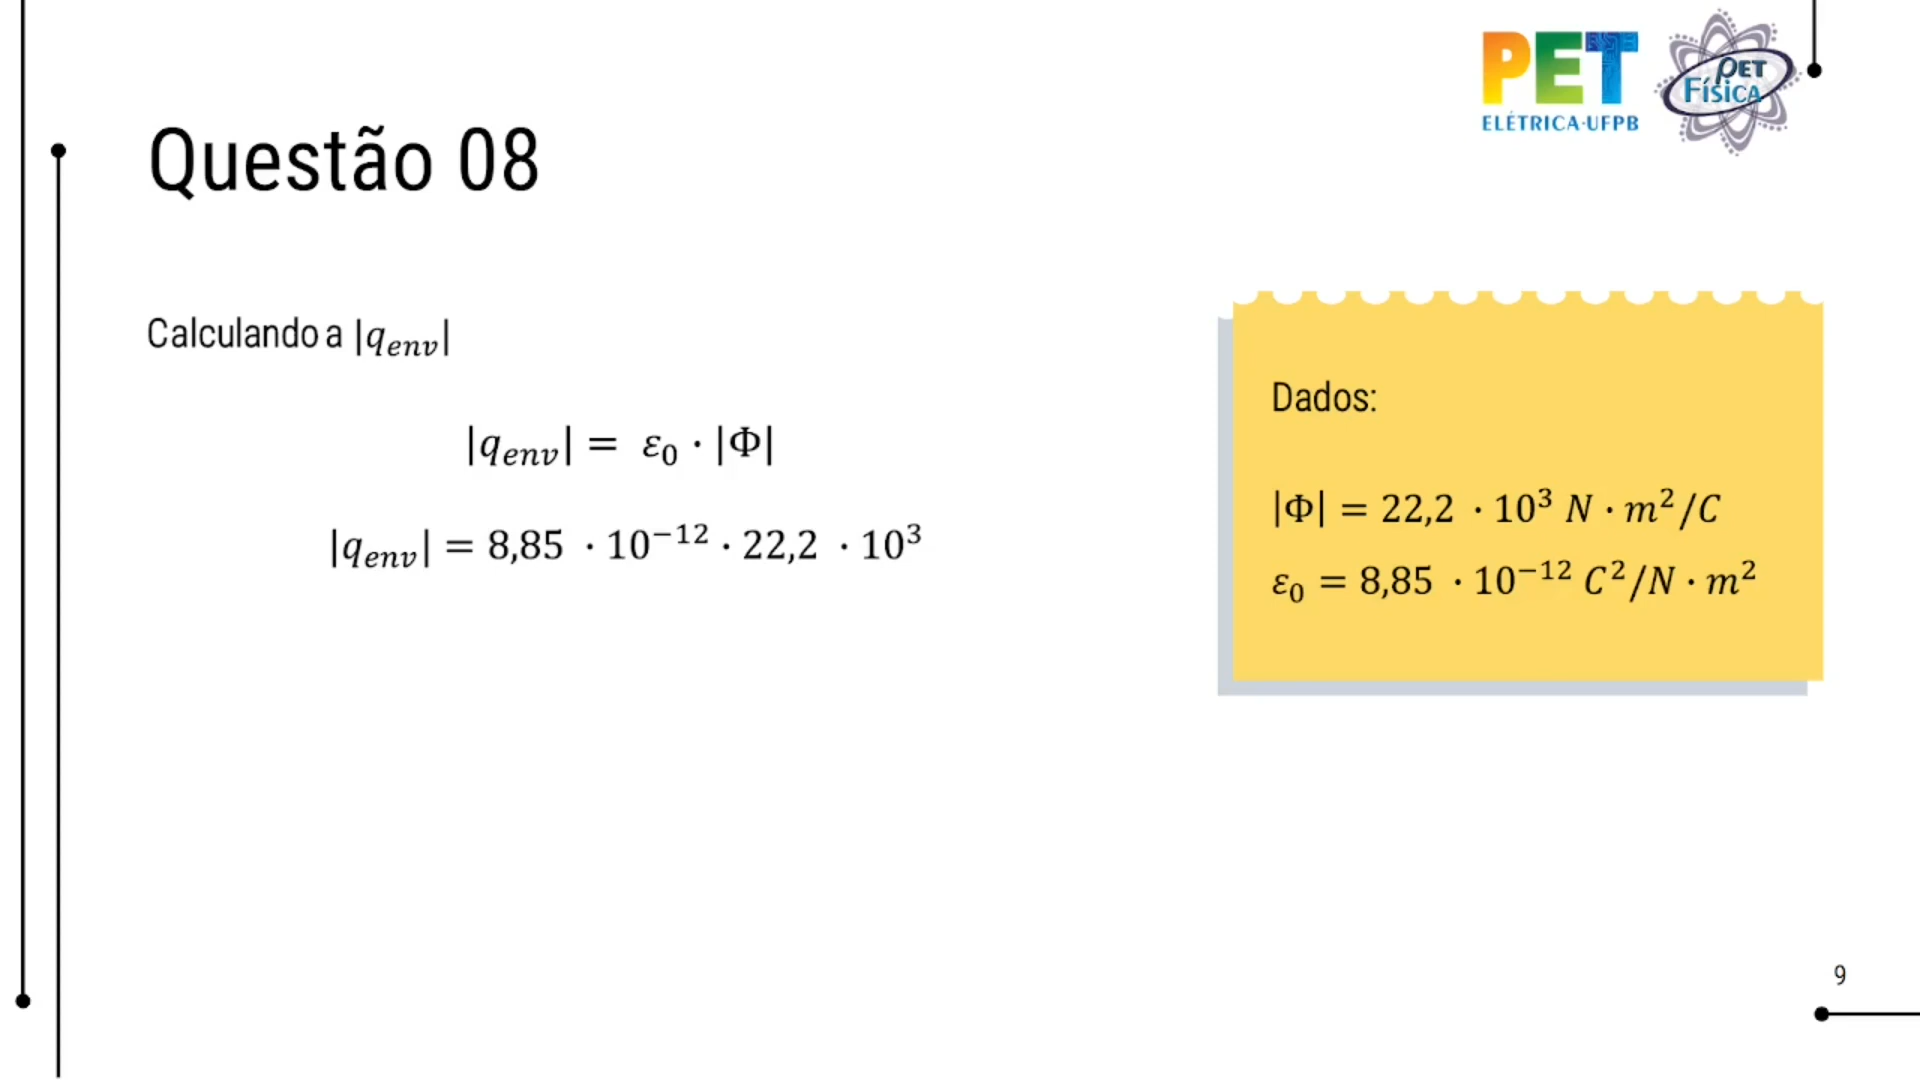 PET
ELÉTRICA·UFPB
PET
FÍSICA
Questão 08
Calculando a |q_env|
|q_env| = ε₀ · |Φ|
|q_env| = 8,85 · 10⁻¹² · 22,2 · 10³
Dados:
|Φ| = 22,2 · 10³ N · m²/C
ε₀ = 8,85 · 10⁻¹² C²/N · m²
9